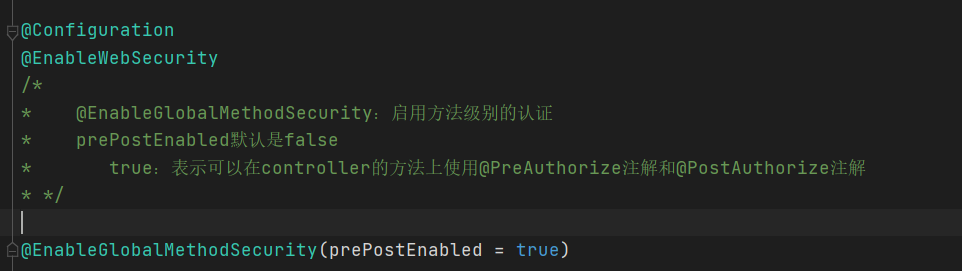 @Configuration
@EnableWebSecurity
/*
*    @EnableGlobalMethodSecurity：启用方法级别的认证
*    prePostEnabled默认是false
*       true：表示可以在controller的方法上使用@PreAuthorize注解和@PostAuthorize注解
* */
@EnableGlobalMethodSecurity(prePostEnabled = true)